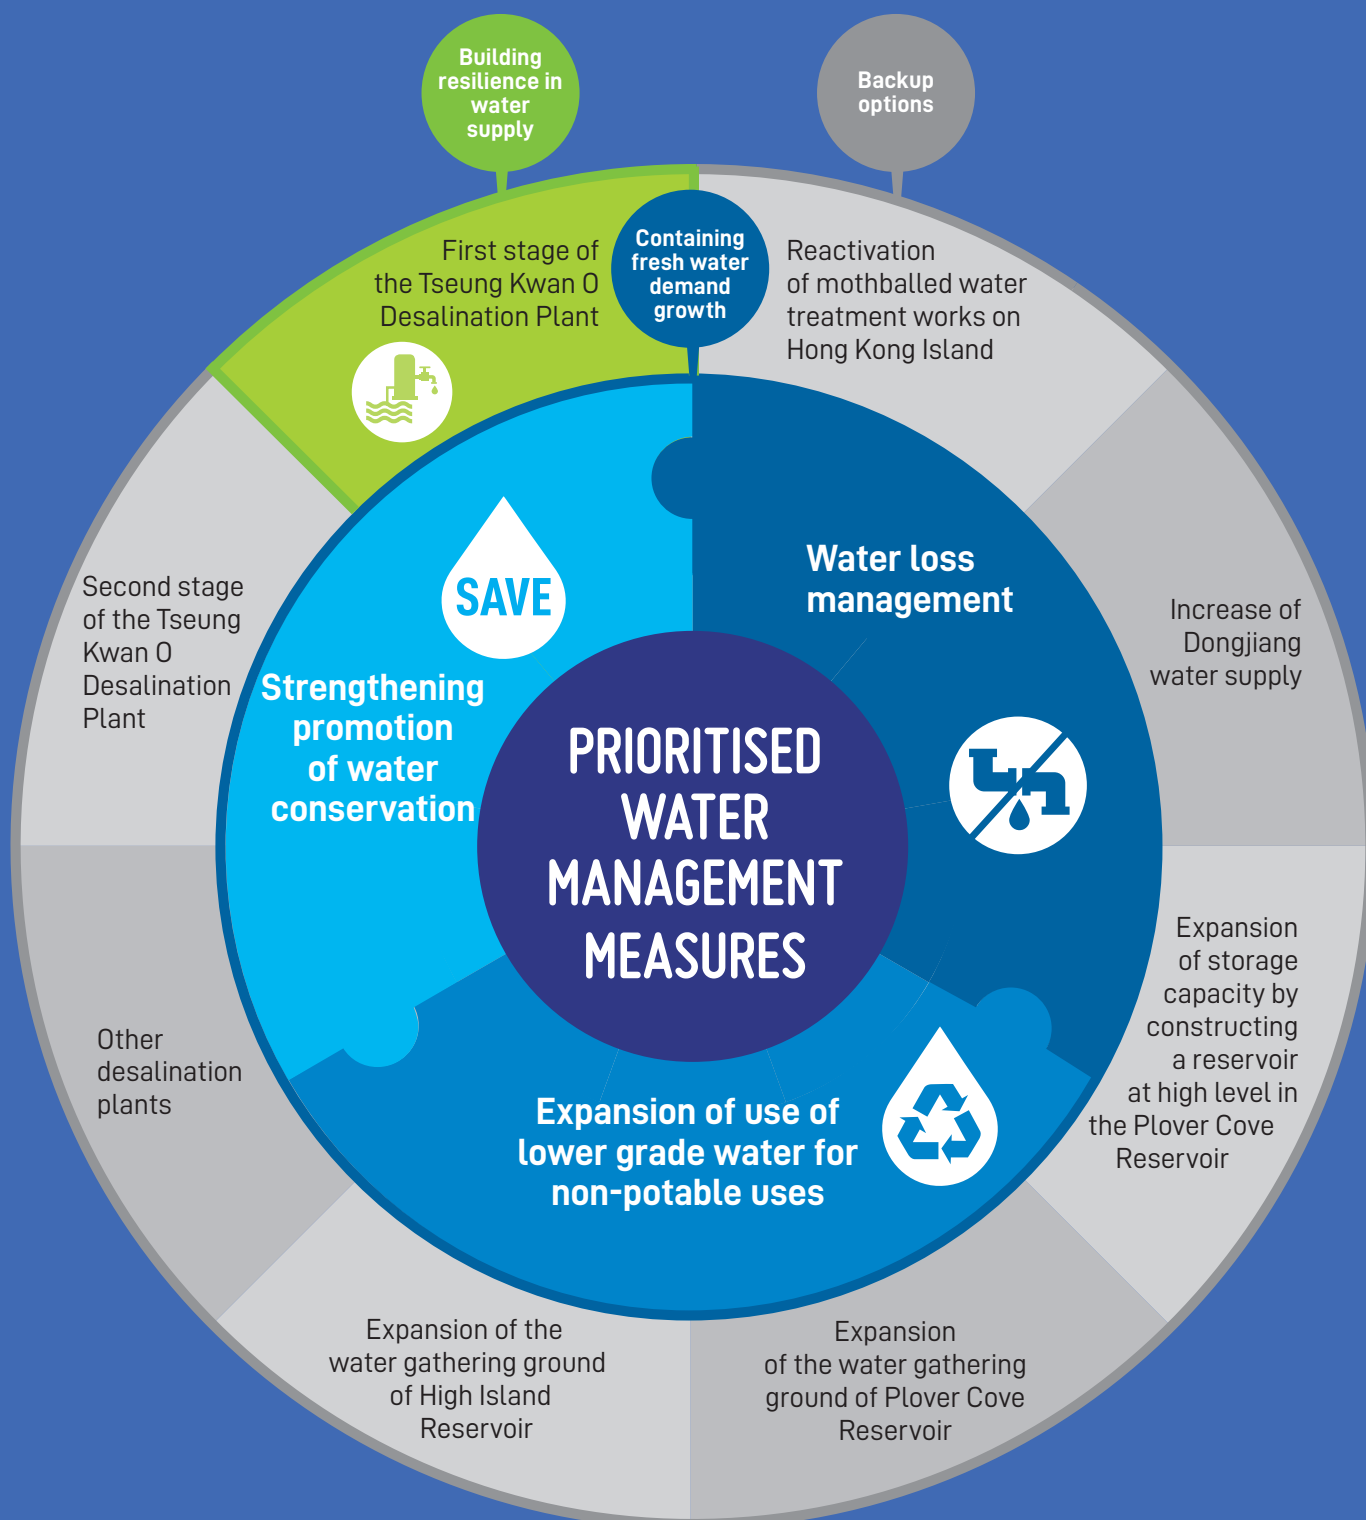 Building
resilience in
water
supply
Backup
options
First stage of
the Tseung Kwan O
Desalination Plant
Containing
fresh water
demand
growth
Reactivation
of mothballed water
treatment works on
Hong Kong Island
Increase of
Dongjiang
water supply
Expansion
of storage
capacity by
constructing
a reservoir
at high level in
the Plover Cove
Reservoir
Expansion
of the water gathering
ground of Plover Cove
Reservoir
Expansion of the
water gathering ground
of High Island
Reservoir
Other
desalination
plants
Second stage
of the Tseung
Kwan O
Desalination
Plant
SAVE
Strengthening
promotion
of water
conservation
Water loss
management
Expansion of use of
lower grade water for
non-potable uses
PRIORITISED
WATER
MANAGEMENT
MEASURES